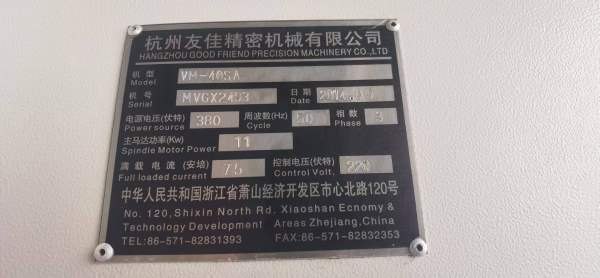 杭州友佳精密机械有限公司
HANGZHOU GOOD FRIEND PRECISION MACHINERY CO.,LTD
机型 VM-40SA
Model
机号 MVGX2453 日期
Serial Date
电源电压(伏特) 380 周波数(Hz) 50 相数 3
Power source Cycle Phase
主马达功率(Kw) 11
Spindle Motor Power
满载电流(安培) 75 控制电压(伏特) 220
Full loaded current Control Volt.
中华人民共和国浙江省萧山经济开发区市心北路120号
No. 120, Shixin North Rd. Xiaoshan Ecnomy &
Technology Development Areas Zhejiang,China
TEL:86-571-82831393 FAX:86-571-82832353